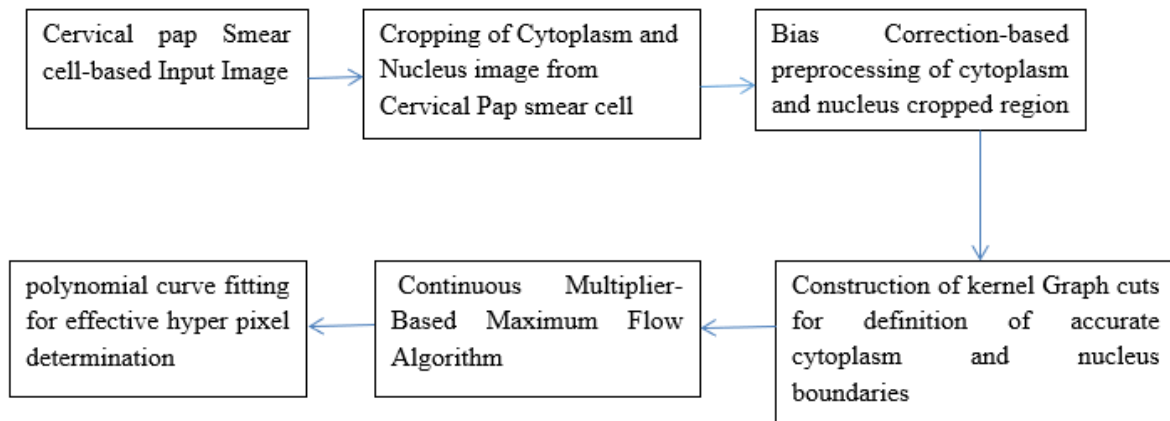 Cervical pap Smear
cell-based Input Image
Cropping of Cytoplasm and
Nucleus image from
Cervical Pap smear cell
Bias Correction-based
preprocessing of cytoplasm
and nucleus cropped region
polynomial curve fitting
for effective hyper pixel
determination
Continuous Multiplier-
Based Maximum Flow
Algorithm
Construction of kernel Graph cuts
for definition of accurate
cytoplasm and nucleus
boundaries